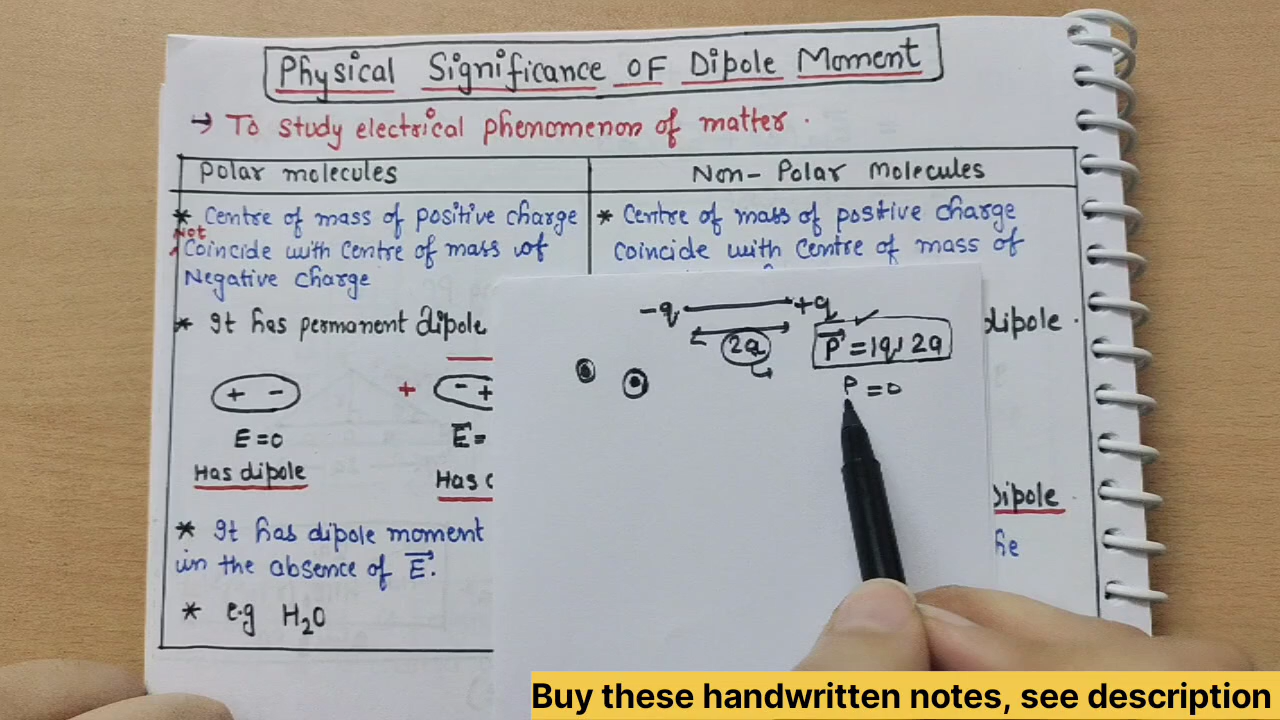 Physical Significance OF Dipole Moment
→ To study electrical phenomenon of matter.
Polar molecules
Non-Polar Molecules
* Centre of mass of positive charge
Not
Coincide with Centre of mass of
Negative charge
* Centre of mass of positive charge
coincide with Centre of mass of
* It has permanent dipole
dipole.
+ -
+
- +
E=0
E=
Has dipole
Has
Dipole
* It has dipole moment
in the absence of E⃗.
he
* e.g H₂O
-q +q
2a
P⃗ = |q| 2a
P = 0
Buy these handwritten notes, see description